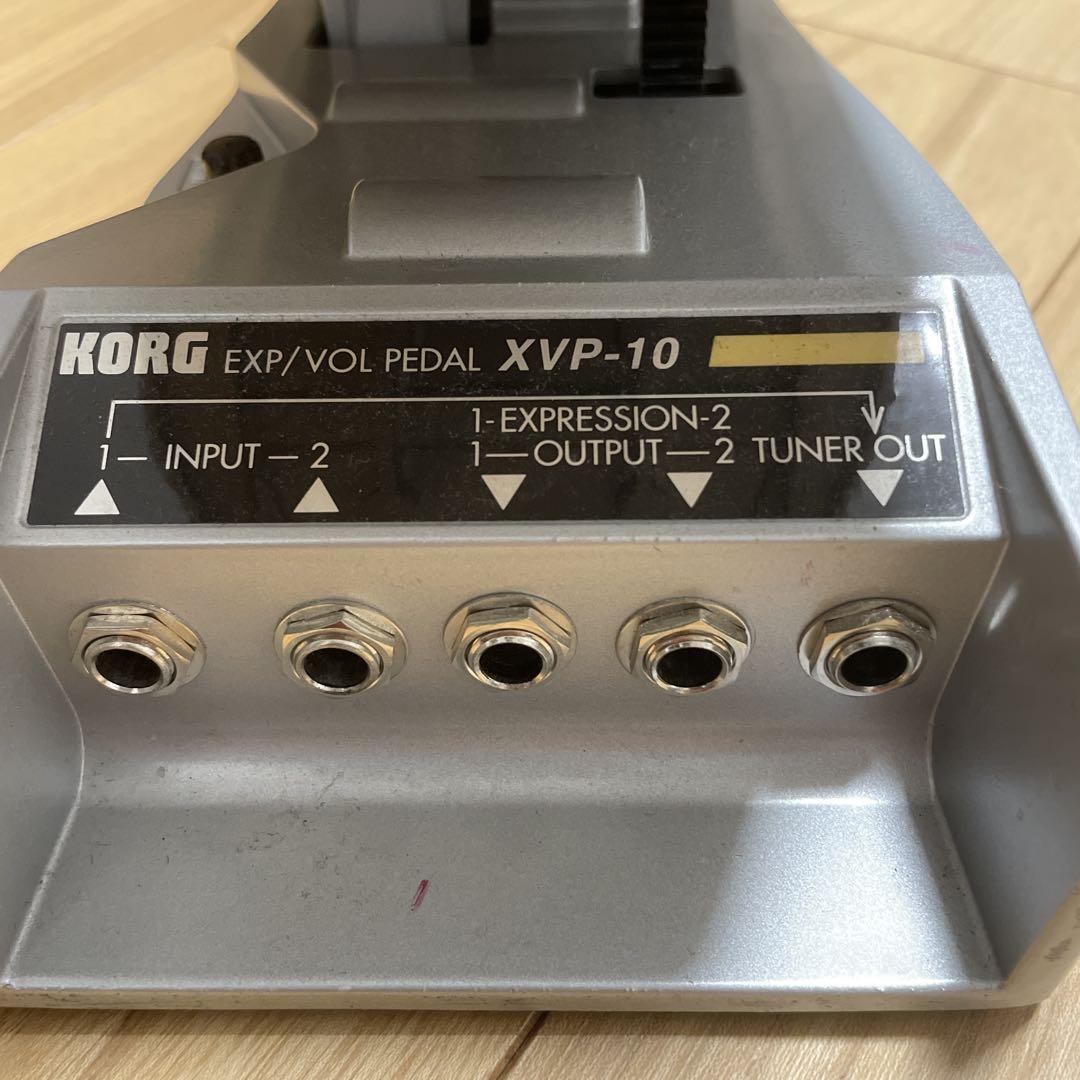 KORG EXP/VOL PEDAL XVP-10
1-EXPRESSION-2
1— INPUT —2 1—OUTPUT—2 TUNER OUT